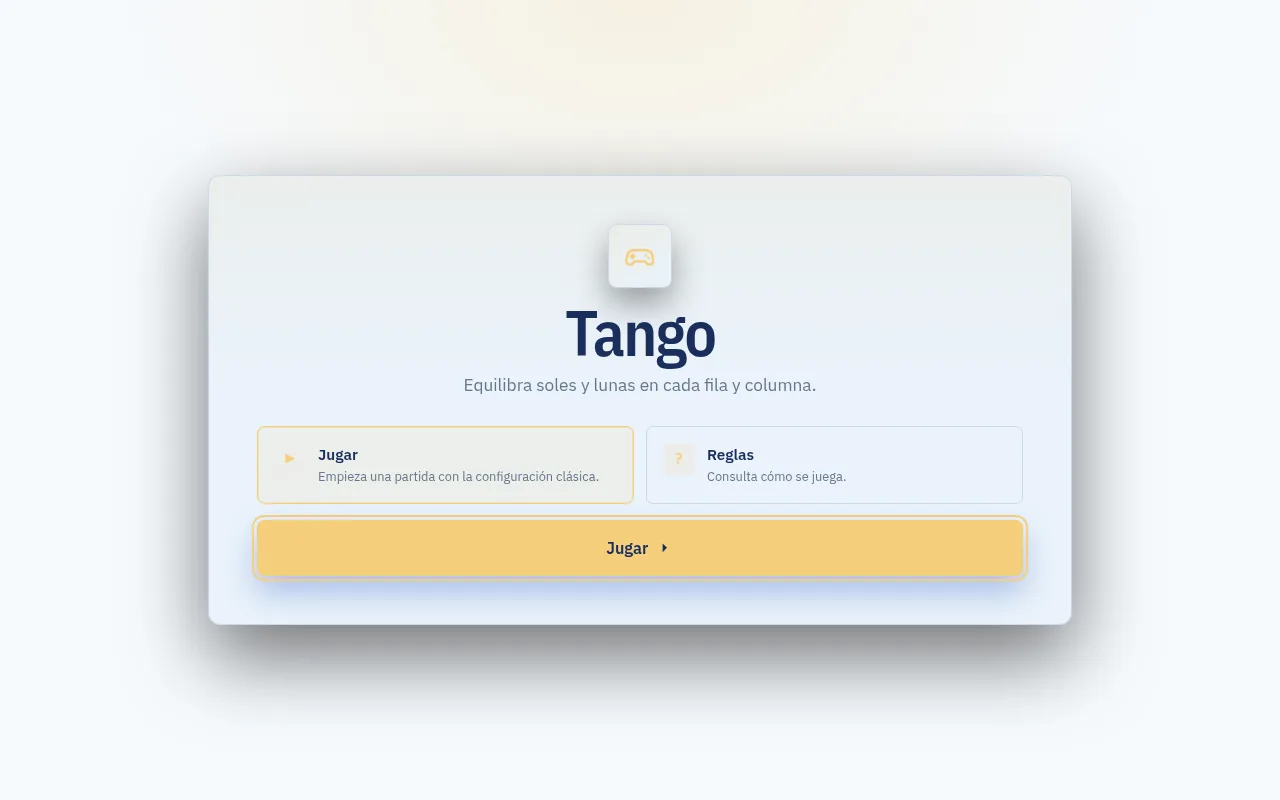 Tango
Equilibra soles y lunas en cada fila y columna.
Jugar
Empieza una partida con la configuración clásica.
?
Reglas
Consulta cómo se juega.
Jugar